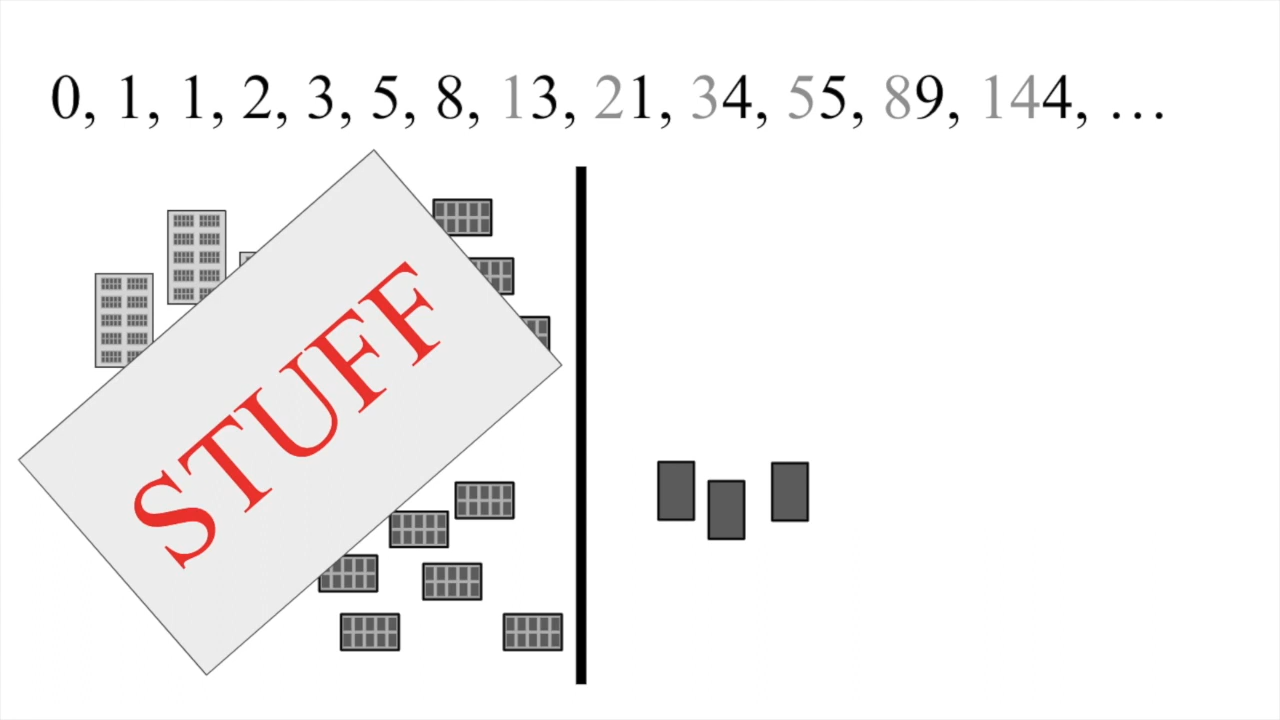 0, 1, 1, 2, 3, 5, 8, 13, 21, 34, 55, 89, 144, …
STUFF